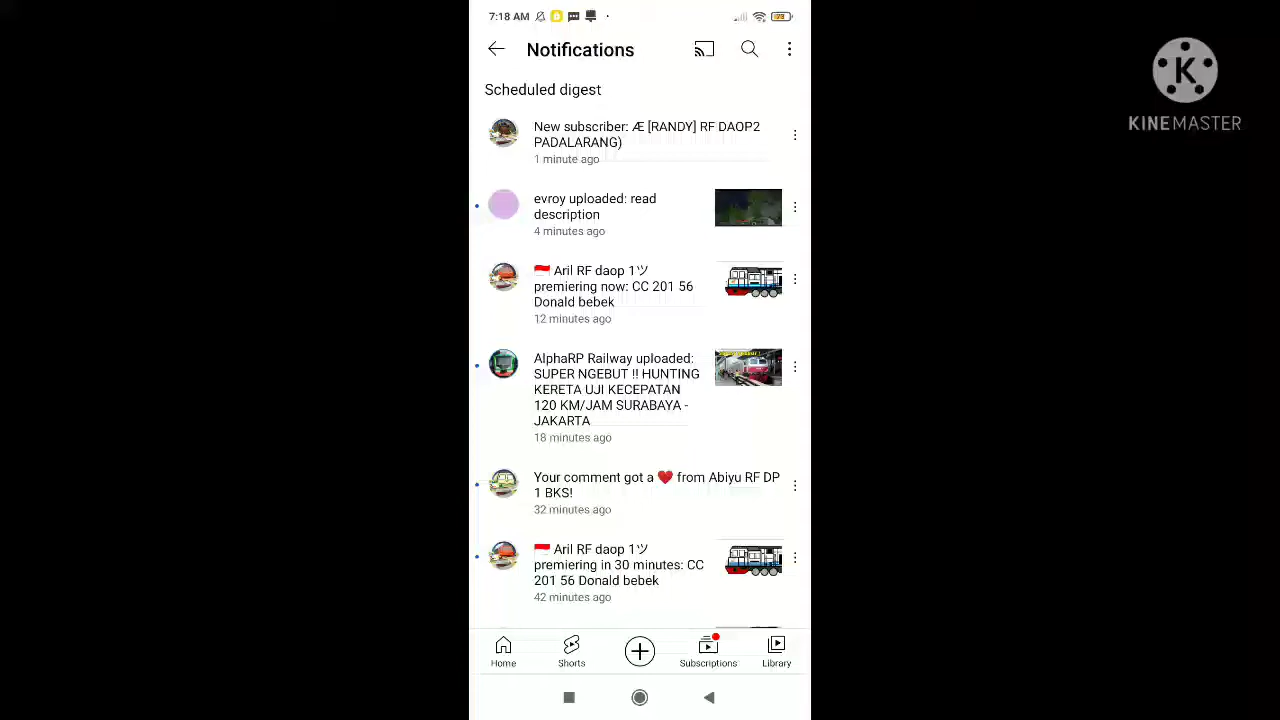 7:18 AM
Notifications
Scheduled digest
New subscriber: Æ [RANDY] RF DAOP2
PADALARANG)
1 minute ago
evroy uploaded: read
description
4 minutes ago
🇮🇩 Aril RF daop 1ツ
premiering now: CC 201 56
Donald bebek
12 minutes ago
AlphaRP Railway uploaded:
SUPER NGEBUT !! HUNTING
KERETA UJI KECEPATAN
120 KM/JAM SURABAYA -
JAKARTA
18 minutes ago
Your comment got a ❤️ from Abiyu RF DP
1 BKS!
32 minutes ago
🇮🇩 Aril RF daop 1ツ
premiering in 30 minutes: CC
201 56 Donald bebek
42 minutes ago
Home
Shorts
Subscriptions
Library
K
KINEMASTER